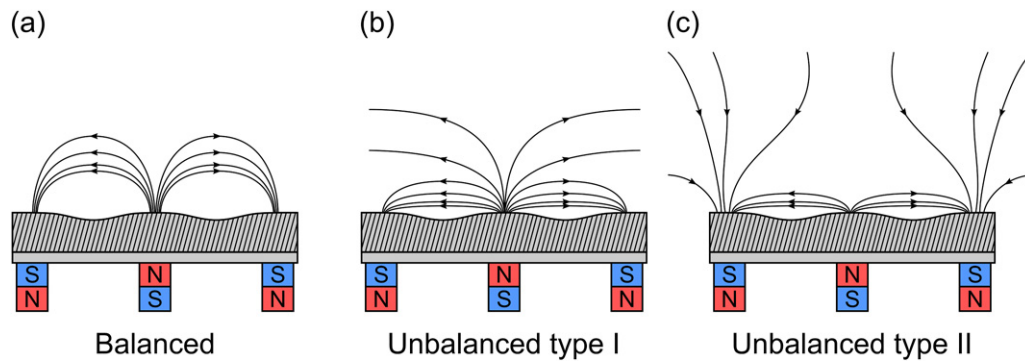 (a)
(b)
(c)
S N S
N S N
S N S
N S N
S N S
N S N
Balanced
Unbalanced type I
Unbalanced type II